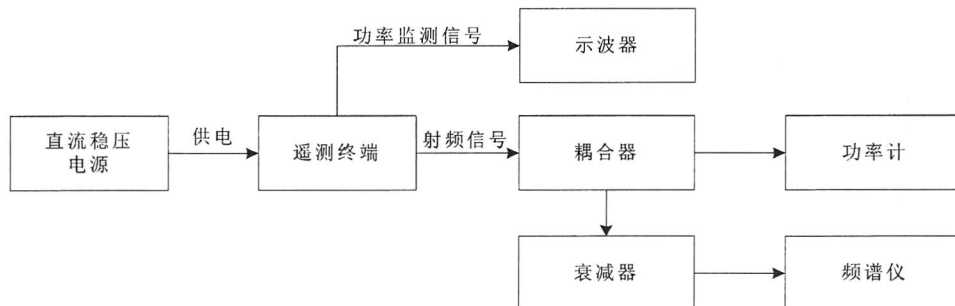 功率监测信号
示波器
直流稳压
电源
供电
遥测终端
射频信号
耦合器
功率计
衰减器
频谱仪